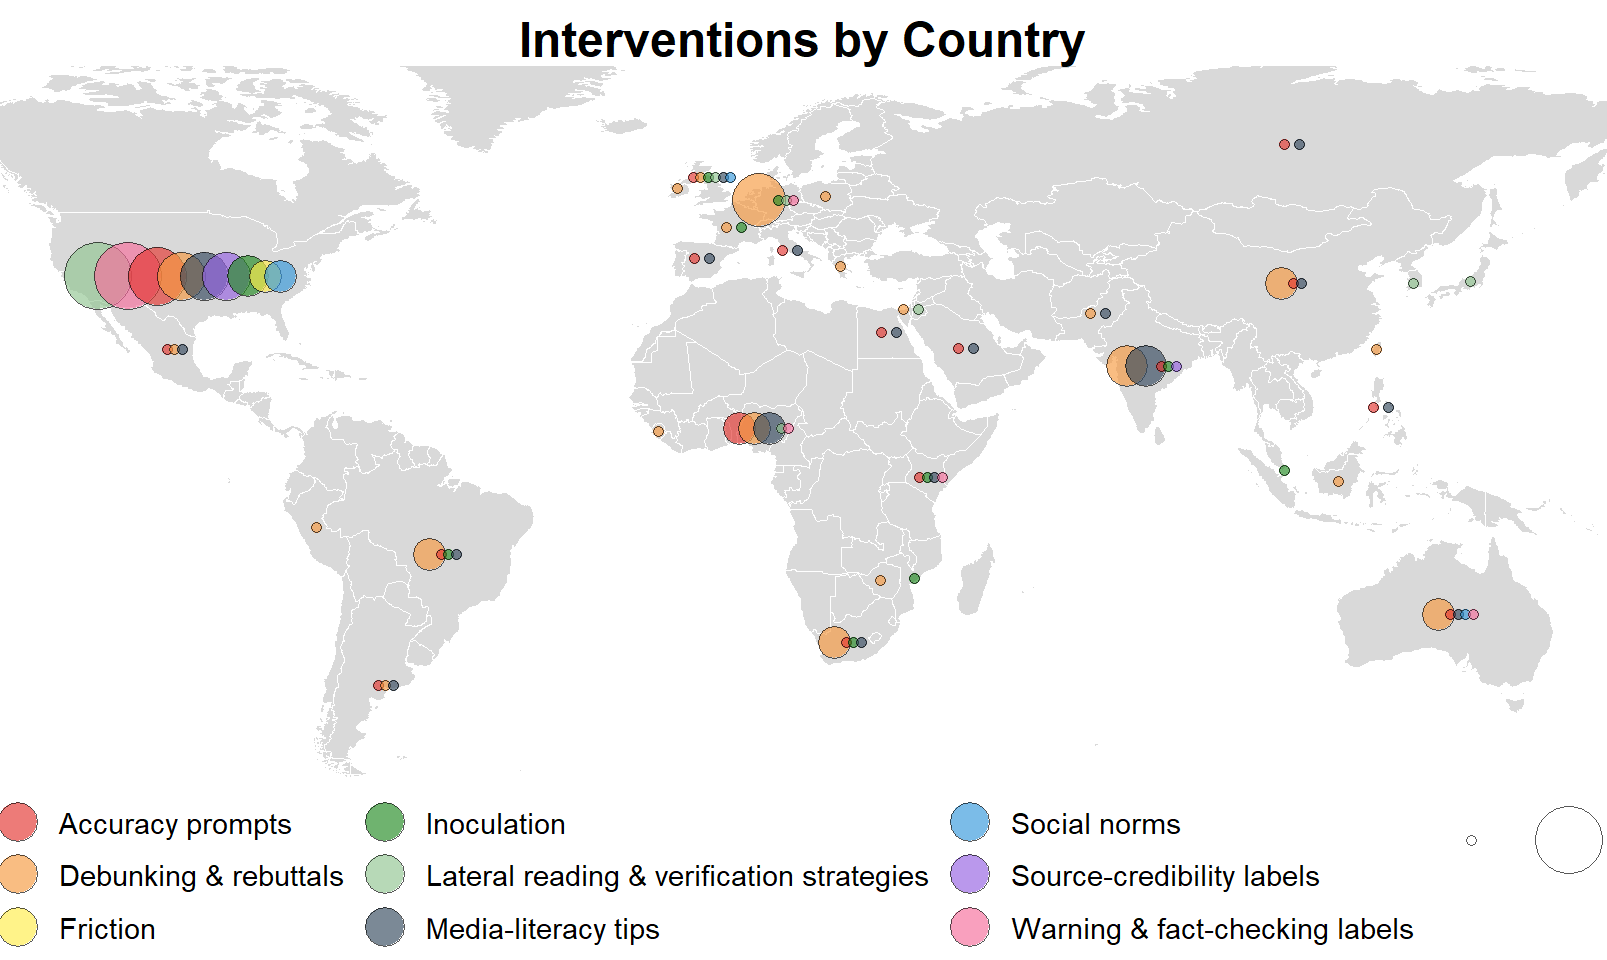 Interventions by Country
Accuracy prompts
Debunking & rebuttals
Friction
Inoculation
Lateral reading & verification strategies
Media-literacy tips
Social norms
Source-credibility labels
Warning & fact-checking labels